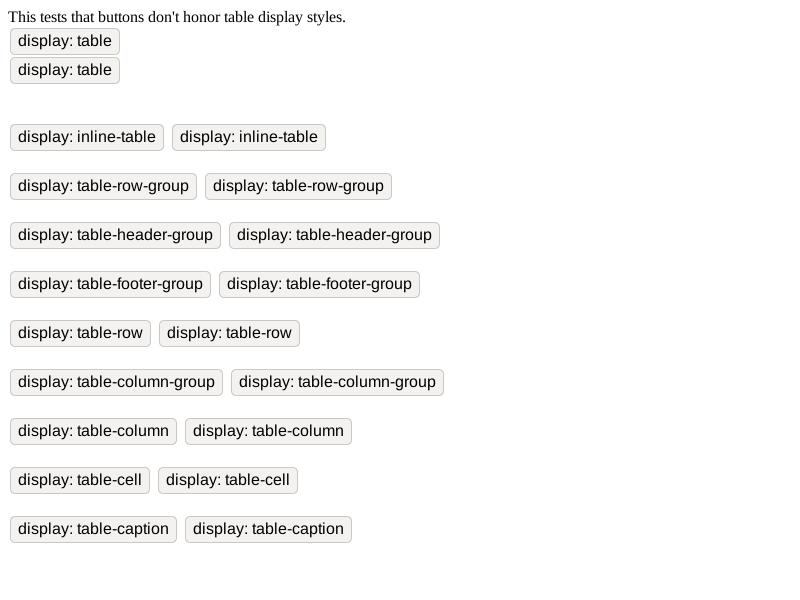 This tests that buttons don't honor table display styles.
display: table
display: table
display: inline-table display: inline-table
display: table-row-group display: table-row-group
display: table-header-group display: table-header-group
display: table-footer-group display: table-footer-group
display: table-row display: table-row
display: table-column-group display: table-column-group
display: table-column display: table-column
display: table-cell display: table-cell
display: table-caption display: table-caption